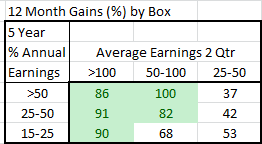 12 Month Gains (%) by Box
5 Year
% Annual Average Earnings 2 Qtr
Earnings >100 50-100 25-50
>50 86 100 37
25-50 91 82 42
15-25 90 68 53